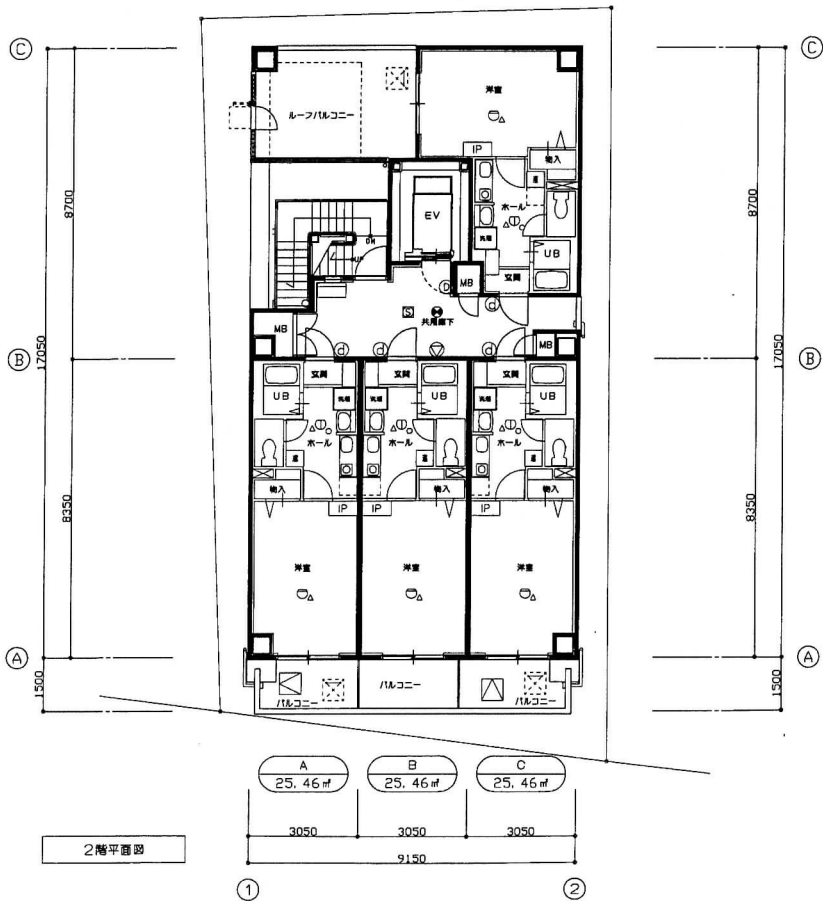 C
C
ルーフバルコニー
洋室
IP
物入
8700
8700
EV
ホール
洗濯
UB
DN
UP
玄関
MB
D
d
S
MB
共用廊下
17050
17050
d
d
d
MB
B
B
玄関
玄関
玄関
UB
洗濯
UB
洗濯
UB
ホール
ホール
ホール
物入
物入
物入
IP
IP
IP
8350
8350
洋室
洋室
洋室
A
A
1500
1500
バルコニー
バルコニー
バルコニー
A
B
C
25.46㎡
25.46㎡
25.46㎡
3050
3050
3050
2階平面図
9150
1
2